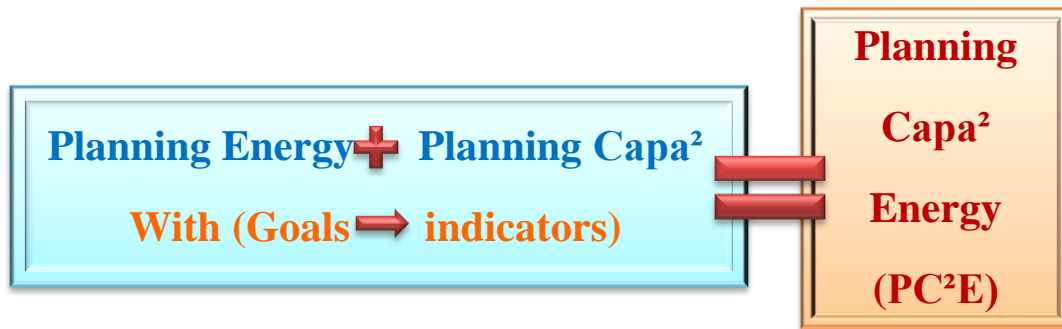 Planning Energy + Planning Capa²
With (Goals → indicators)
=
Planning
Capa²
Energy
(PC²E)